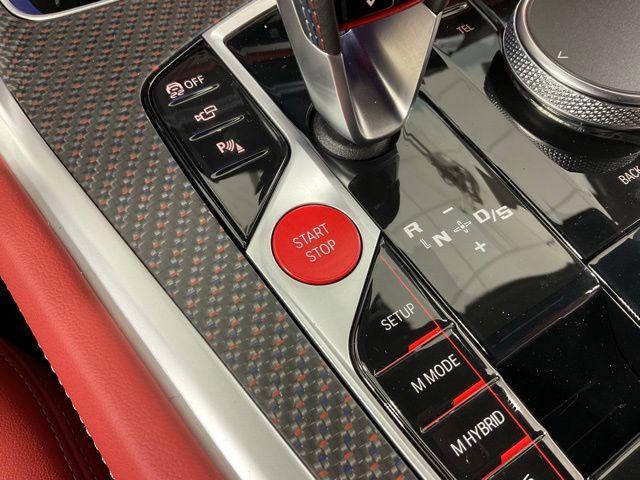 TEL
OFF
P
BACK
R - D/S
N
+
START
STOP
SETUP
M MODE
M HYBRID